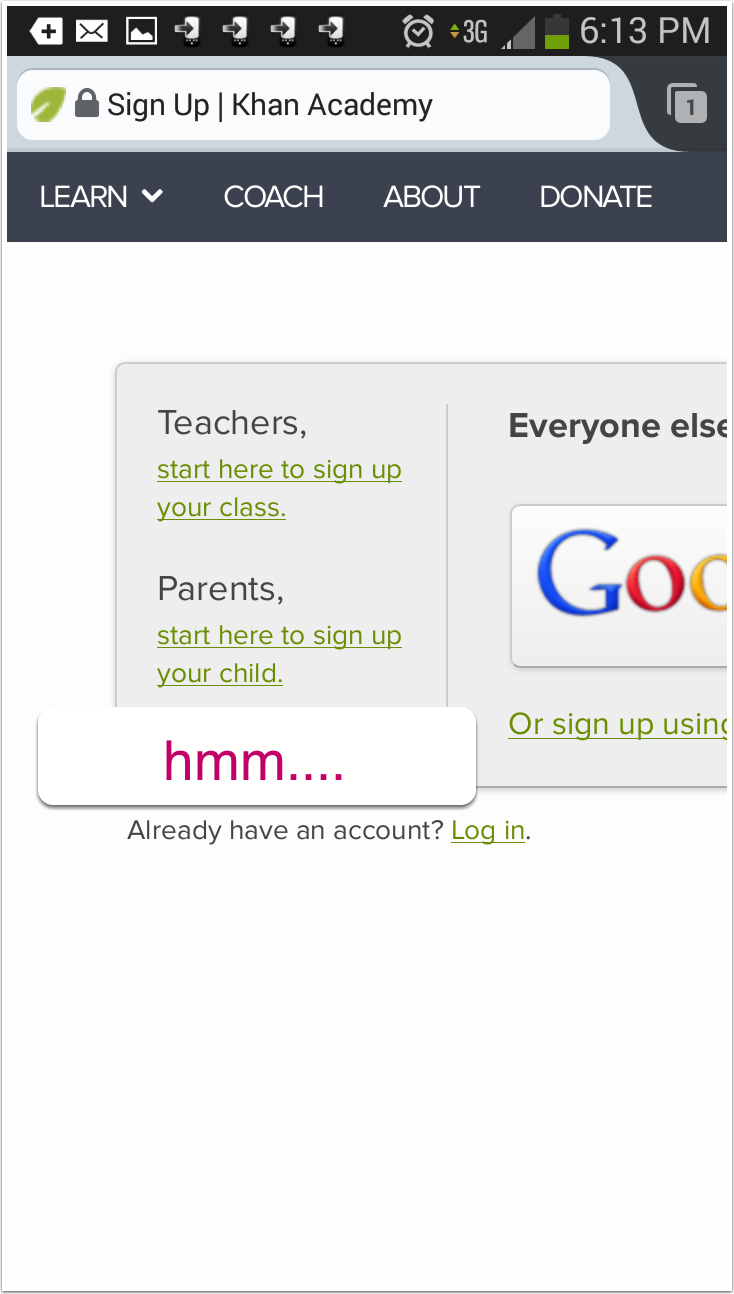 3G 6:13 PM
Sign Up | Khan Academy 1
LEARN COACH ABOUT DONATE
Teachers,
start here to sign up
your class.
Parents,
start here to sign up
your child.
Everyone else
Goo
Or sign up using
hmm....
Already have an account? Log in.